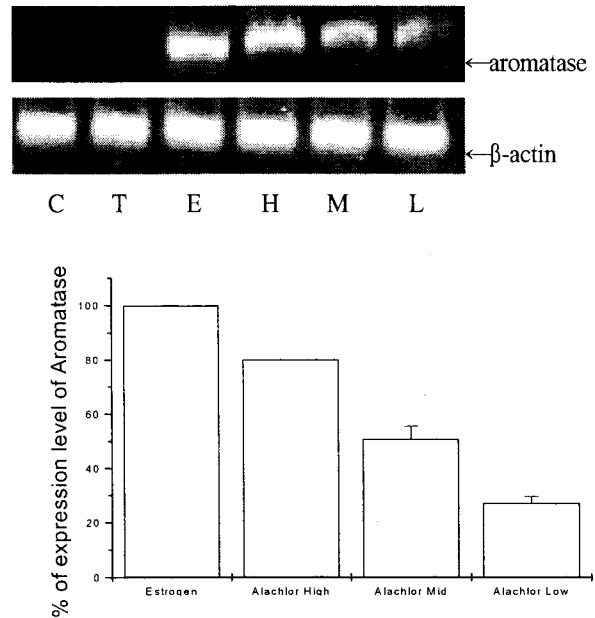 ←aromatase
←β-actin
C T E H M L
% of expression level of Aromatase
100
80
60
40
20
0
Estrogen Alachlor High Alachlor Mid Alachlor Low